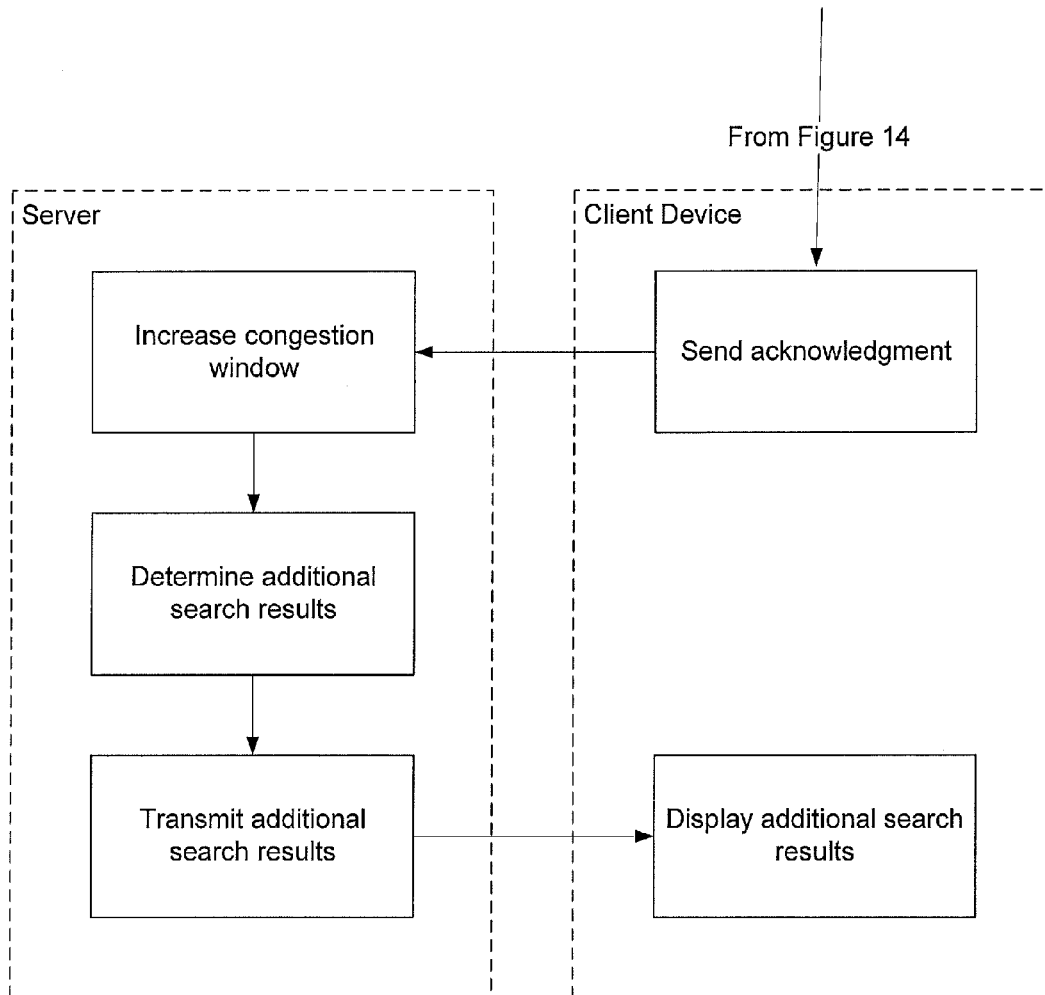 From Figure 14
Server
Client Device
Increase congestion
window
Send acknowledgment
Determine additional
search results
Transmit additional
search results
Display additional search
results